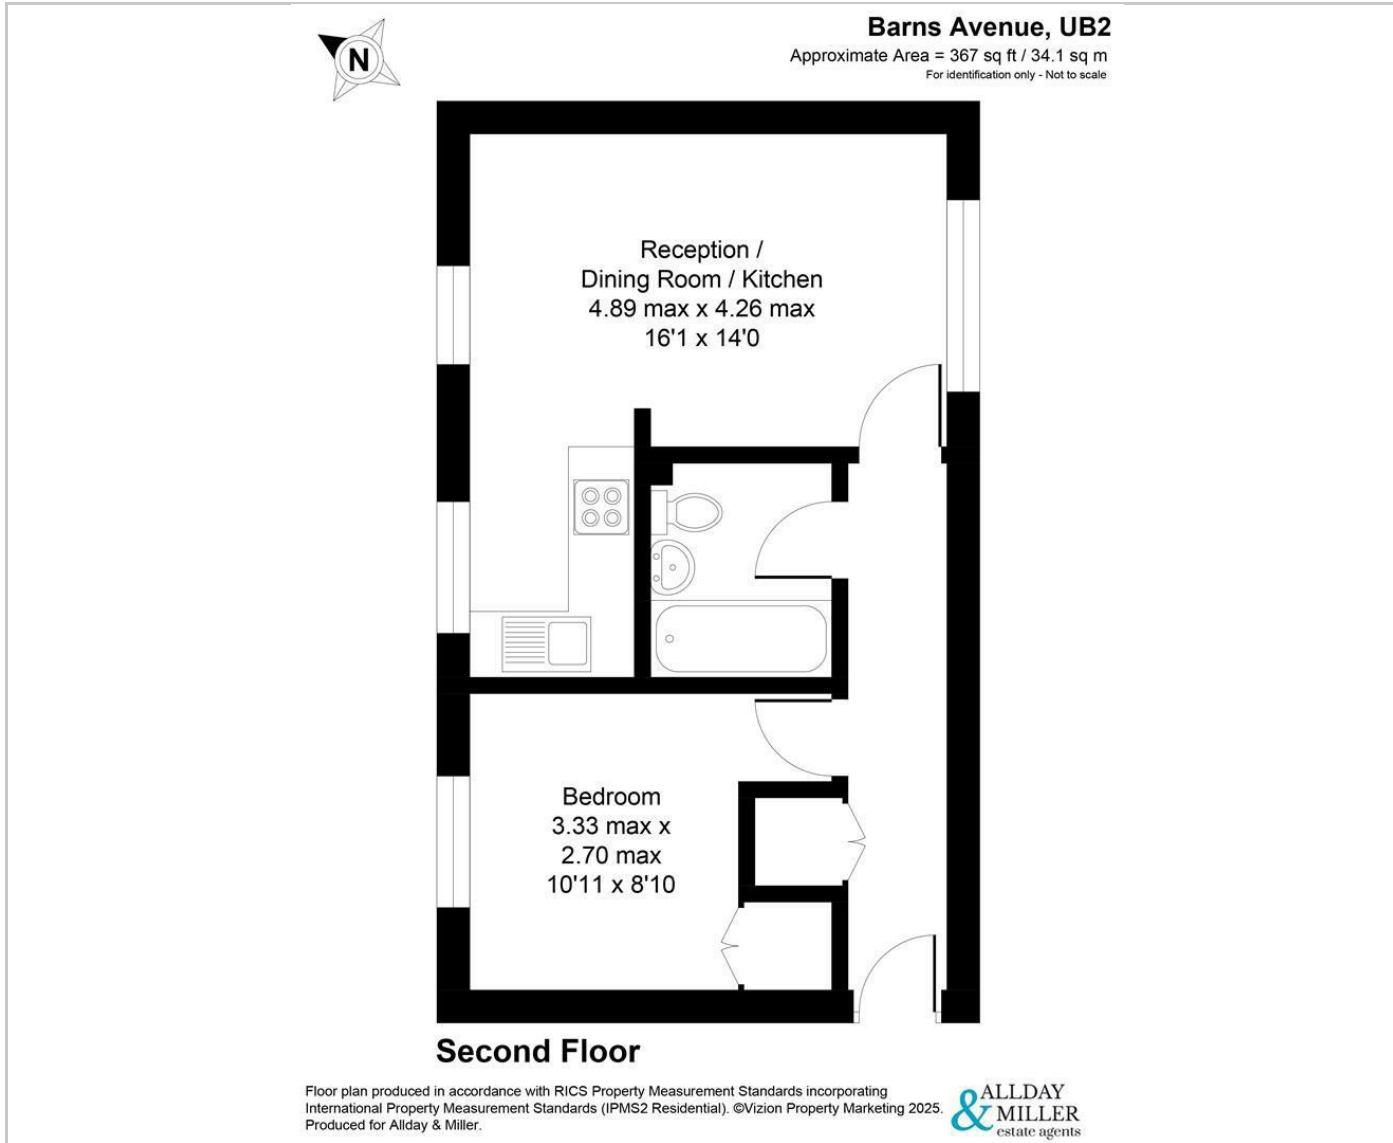 N
Barns Avenue, UB2
Approximate Area = 367 sq ft / 34.1 sq m
For identification only - Not to scale
Reception /
Dining Room / Kitchen
4.89 max x 4.26 max
16'1 x 14'0
Bedroom
3.33 max x
2.70 max
10'11 x 8'10
Second Floor
Floor plan produced in accordance with RICS Property Measurement Standards incorporating
International Property Measurement Standards (IPMS2 Residential). ©Vizion Property Marketing 2025.
Produced for Allday & Miller.
ALLDAY
& MILLER
estate agents